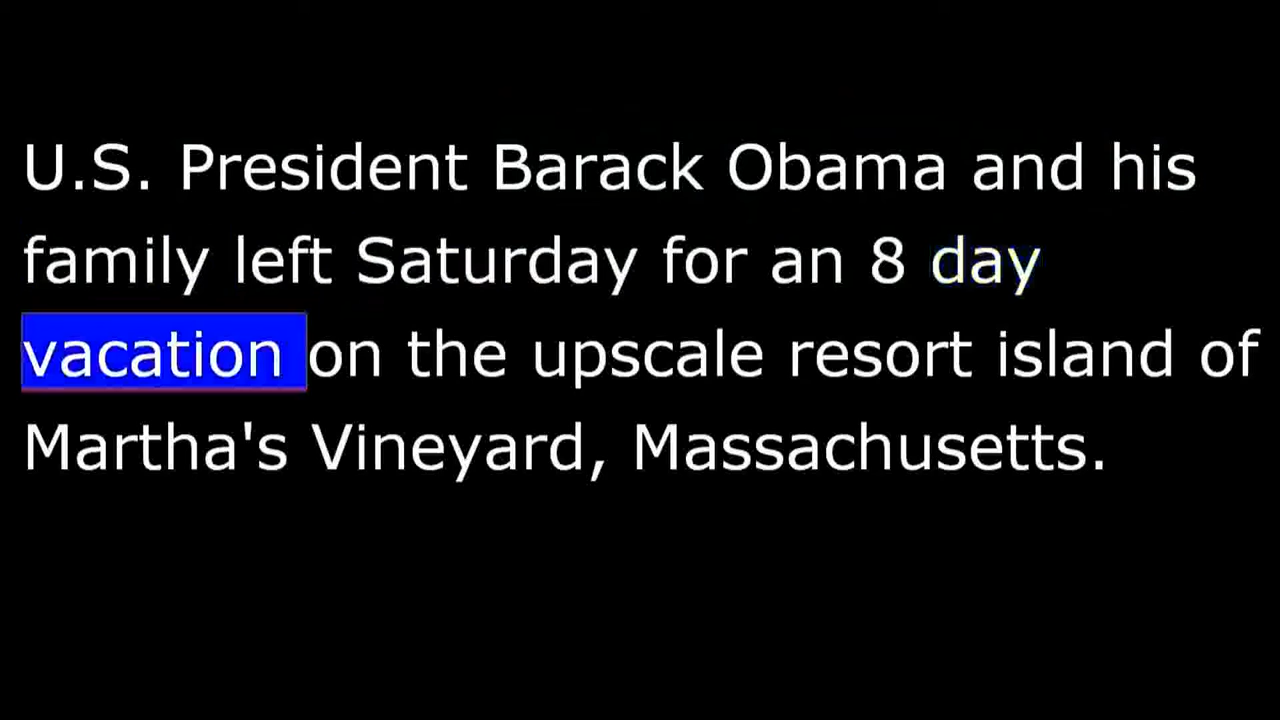 U.S. President Barack Obama and his
family left Saturday for an 8 day
vacation on the upscale resort island of
Martha's Vineyard, Massachusetts.